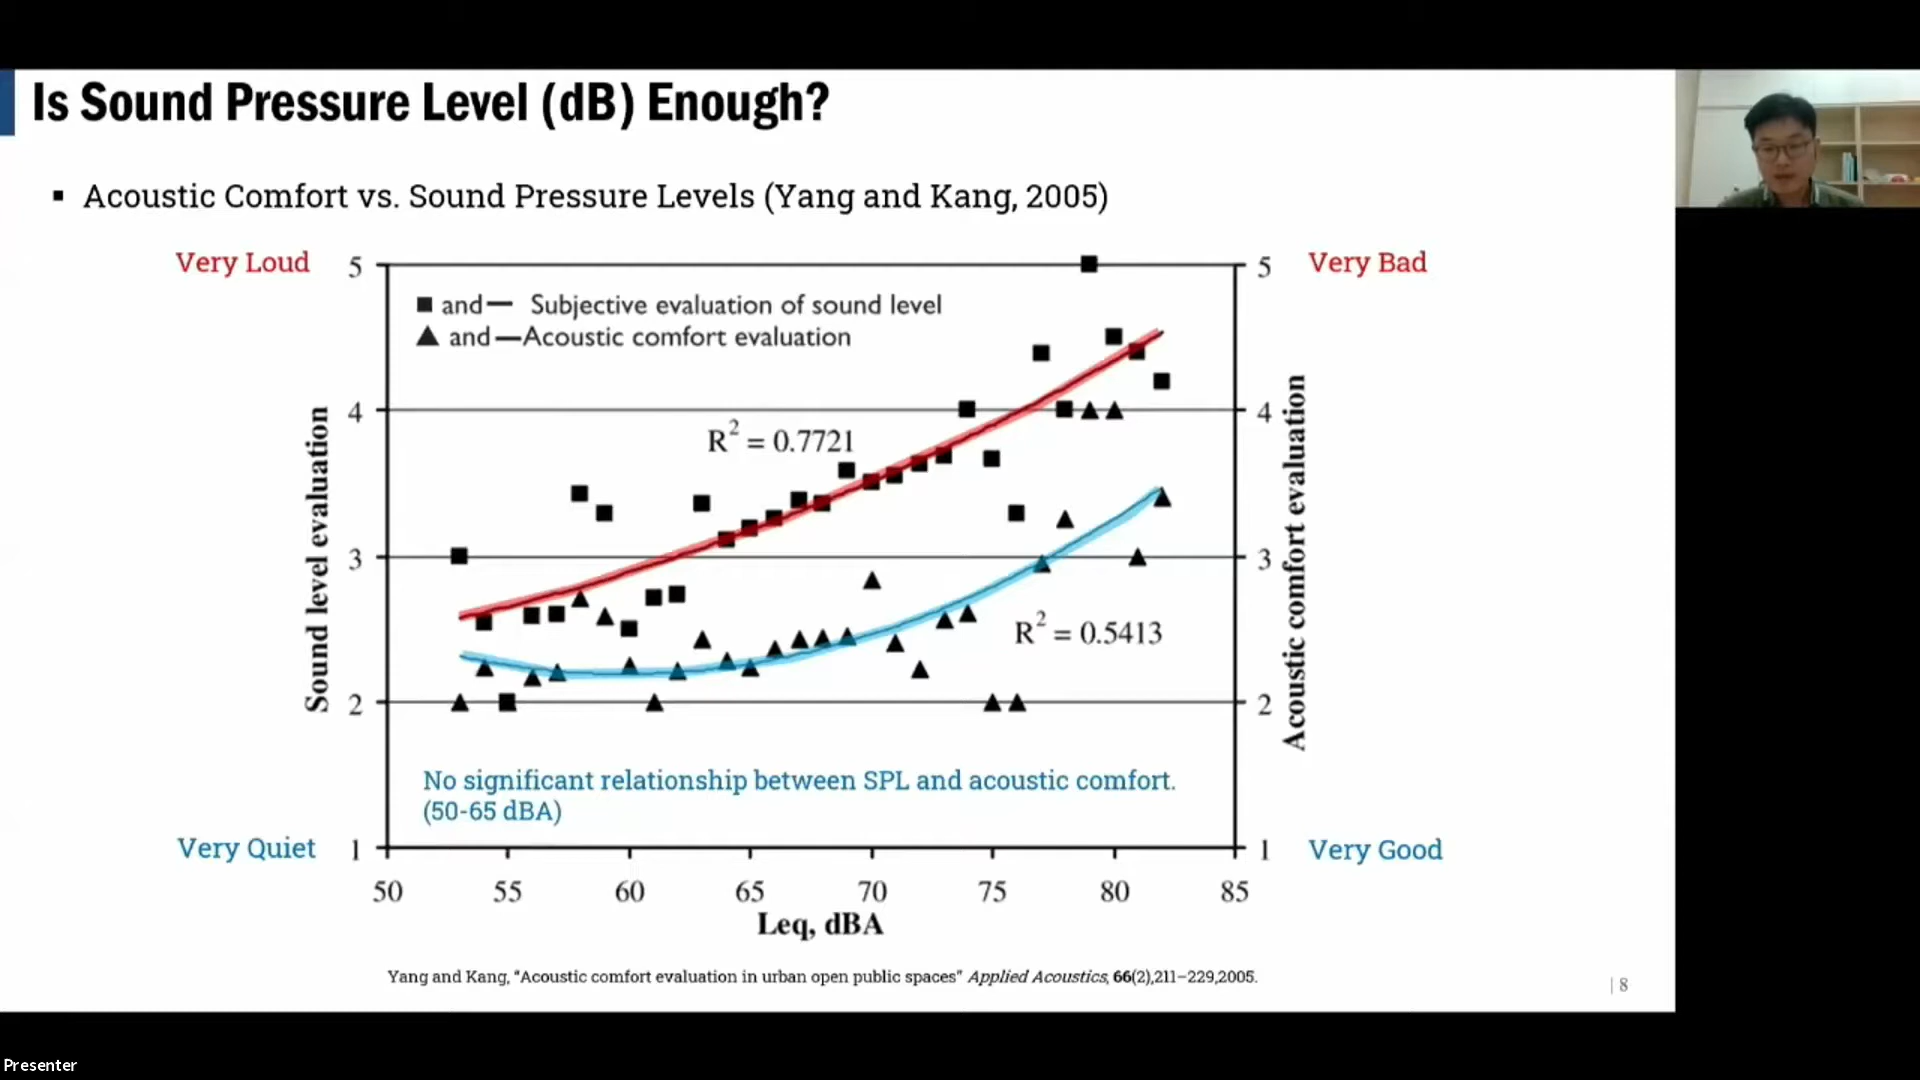 Is Sound Pressure Level (dB) Enough?
▪ Acoustic Comfort vs. Sound Pressure Levels (Yang and Kang, 2005)
Very Loud
5
5
Very Bad
■ and — Subjective evaluation of sound level
▲ and — Acoustic comfort evaluation
4
4
R² = 0.7721
Sound level evaluation
Acoustic comfort evaluation
3
3
R² = 0.5413
2
2
No significant relationship between SPL and acoustic comfort.
(50-65 dBA)
Very Quiet
1
1
Very Good
50 55 60 65 70 75 80 85
Leq, dBA
Yang and Kang, “Acoustic comfort evaluation in urban open public spaces” Applied Acoustics, 66(2),211–229,2005.
| 8
Presenter